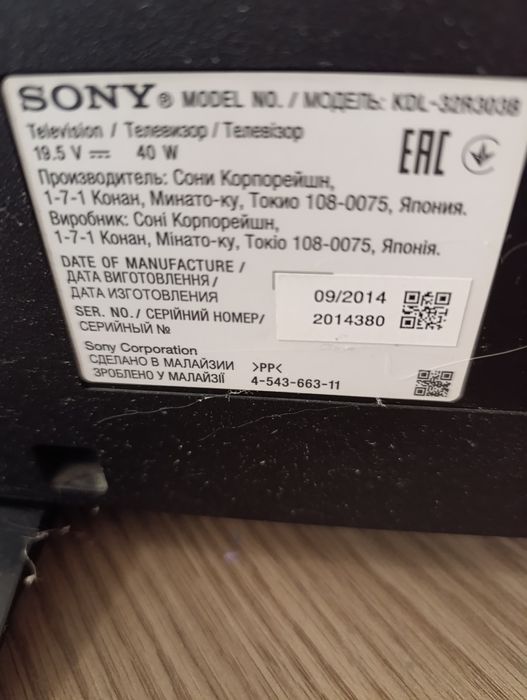 SONY® MODEL NO. / МОДЕЛЬ: KDL-32R303B
Television / Телевизор / Телевізор
19.5 V ⎓ 40 W
EAC
Производитель: Сони Корпорейшн,
1-7-1 Конан, Минато-ку, Токио 108-0075, Япония.
Виробник: Соні Корпорейшн,
1-7-1 Конан, Мінато-ку, Токіо 108-0075, Японія.
DATE OF MANUFACTURE /
ДАТА ВИГОТОВЛЕННЯ /
ДАТА ИЗГОТОВЛЕНИЯ
09/2014
SER. NO./ СЕРІЙНИЙ НОМЕР/
СЕРИЙНЫЙ №
2014380
Sony Corporation
СДЕЛАНО В МАЛАЙЗИИ >PP<
ЗРОБЛЕНО У МАЛАЙЗІЇ 4-543-663-11